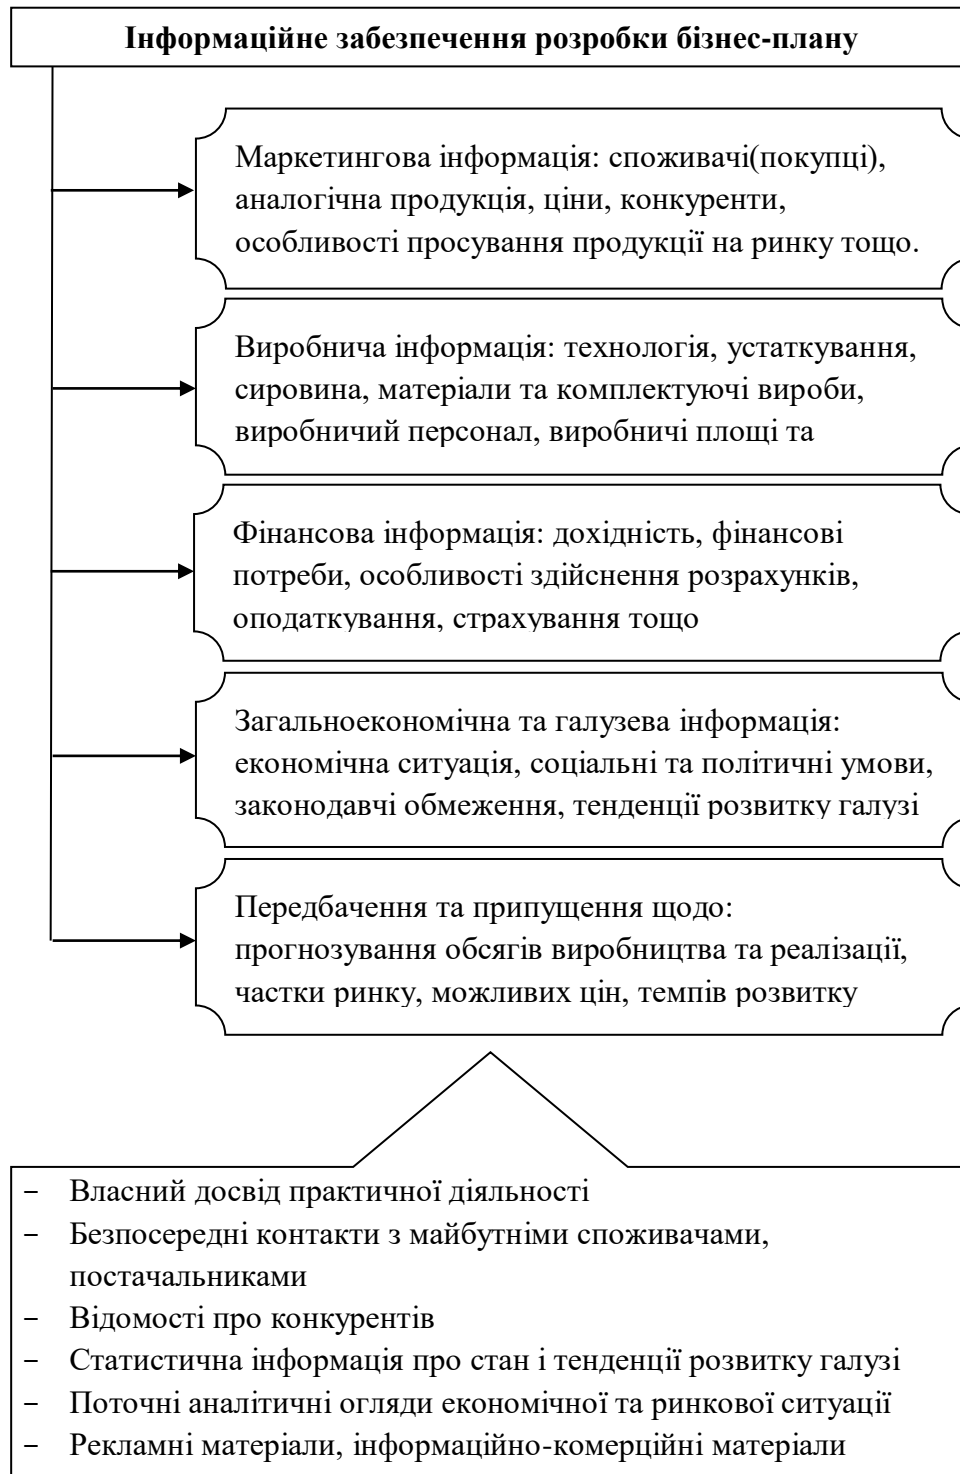 Інформаційне забезпечення розробки бізнес-плану
Маркетингова інформація: споживачі(покупці),
аналогічна продукція, ціни, конкуренти,
особливості просування продукції на ринку тощо.
Виробнича інформація: технологія, устаткування,
сировина, матеріали та комплектуючі вироби,
виробничий персонал, виробничі площі та
Фінансова інформація: дохідність, фінансові
потреби, особливості здійснення розрахунків,
оподаткування, страхування тощо
Загальноекономічна та галузева інформація:
економічна ситуація, соціальні та політичні умови,
законодавчі обмеження, тенденції розвитку галузі
Передбачення та припущення щодо:
прогнозування обсягів виробництва та реалізації,
частки ринку, можливих цін, темпів розвитку
- Власний досвід практичної діяльності
- Безпосередні контакти з майбутніми споживачами,
постачальниками
- Відомості про конкурентів
- Статистична інформація про стан і тенденції розвитку галузі
- Поточні аналітичні огляди економічної та ринкової ситуації
- Рекламні матеріали, інформаційно-комерційні матеріали